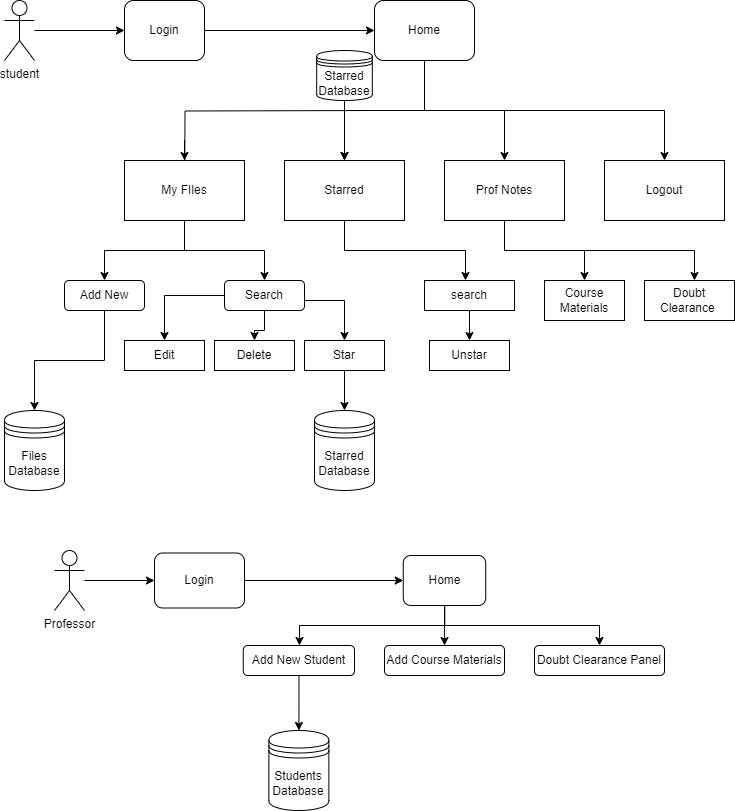 Login
Home
student
Starred
Database
My FIles
Starred
Prof Notes
Logout
Add New
Search
search
Course
Materials
Doubt
Clearance
Edit
Delete
Star
Unstar
Files
Database
Starred
Database
Login
Home
Professor
Add New Student
Add Course Materials
Doubt Clearance Panel
Students
Database